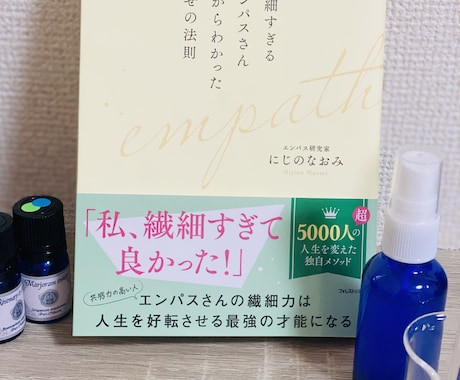 細すぎる
ンパスさん
からわかった
せの法則
empath
エンパス研究家
にじのなおみ
「私、繊細すぎて
良かった!」
超
5000人の
人生を変えた
独自メソッド
共感力の高い人
エンパスさんの繊細力は
人生を好転させる最強の才能になる
Marjoram